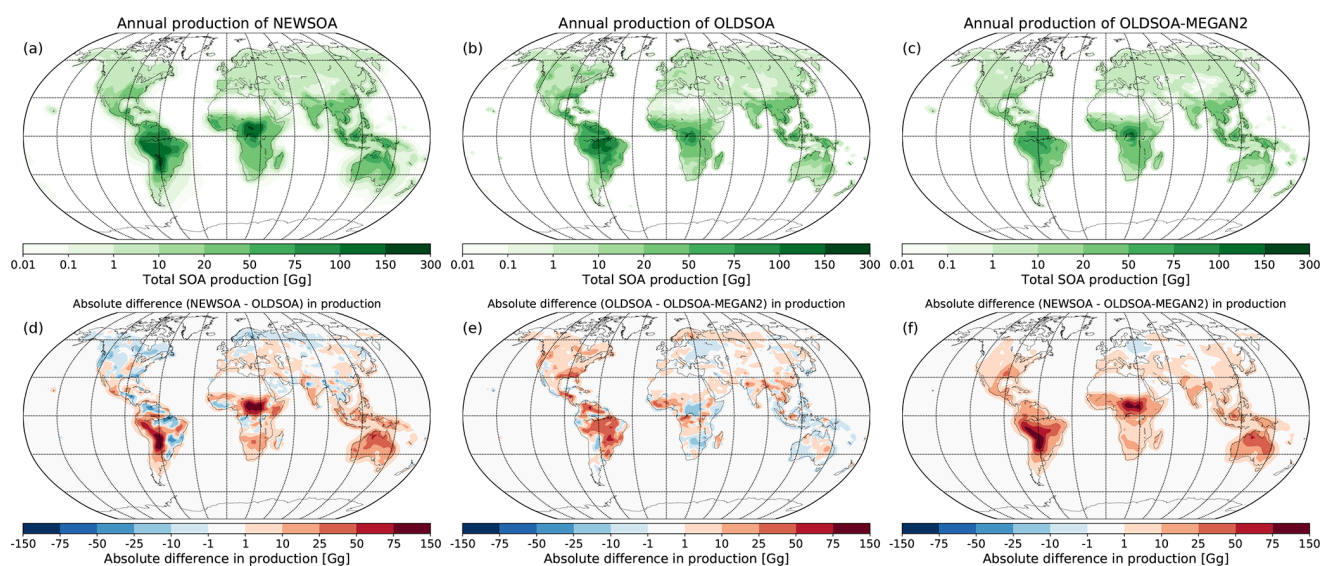 Annual production of NEWSOA
(a)
0.01 0.1 1 10 20 50 75 100 150 300
Total SOA production [Gg]
Annual production of OLDSOA
(b)
0.01 0.1 1 10 20 50 75 100 150 300
Total SOA production [Gg]
Annual production of OLDSOA-MEGAN2
(c)
0.01 0.1 1 10 20 50 75 100 150 300
Total SOA production [Gg]
Absolute difference (NEWSOA - OLDSOA) in production
(d)
-150 -75 -50 -25 -10 -1 1 10 25 50 75 150
Absolute difference in production [Gg]
Absolute difference (OLDSOA - OLDSOA-MEGAN2) in production
(e)
-150 -75 -50 -25 -10 -1 1 10 25 50 75 150
Absolute difference in production [Gg]
Absolute difference (NEWSOA - OLDSOA-MEGAN2) in production
(f)
-150 -75 -50 -25 -10 -1 1 10 25 50 75 150
Absolute difference in production [Gg]